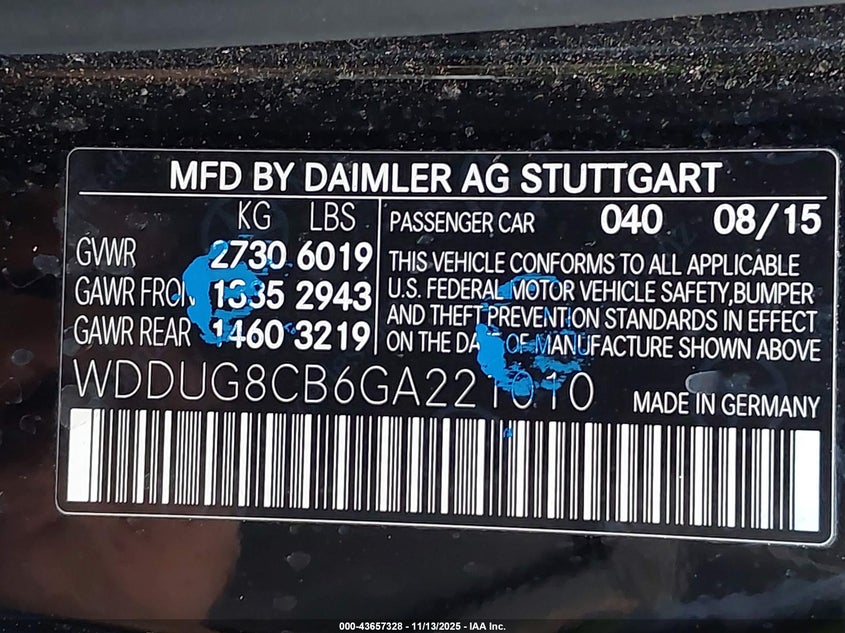 MFD BY DAIMLER AG STUTTGART
KG LBS
GVWR 2730 6019
GAWR FRONT 1335 2943
GAWR REAR 1460 3219
PASSENGER CAR 040 08/15
THIS VEHICLE CONFORMS TO ALL APPLICABLE
U.S. FEDERAL MOTOR VEHICLE SAFETY,BUMPER
AND THEFT PREVENTION STANDARDS IN EFFECT
ON THE DATE OF MANUFACTURE SHOWN ABOVE
WDDUG8CB6GA221010
MADE IN GERMANY
000-43657328 - 11/13/2025 - IAA Inc.